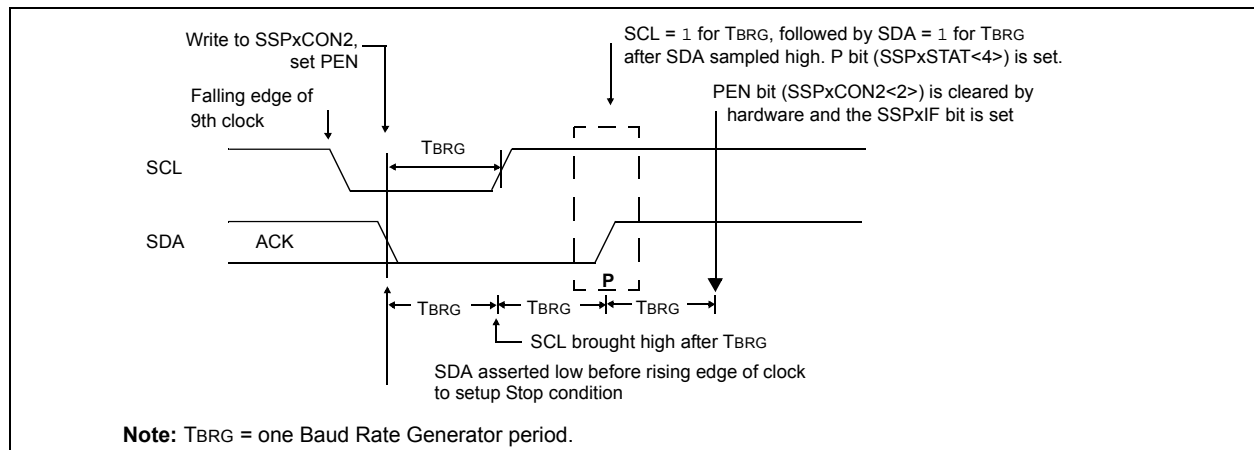 Write to SSPxCON2,
set PEN
SCL = 1 for TBRG, followed by SDA = 1 for TBRG
after SDA sampled high. P bit (SSPxSTAT<4>) is set.
Falling edge of
9th clock
PEN bit (SSPxCON2<2>) is cleared by
hardware and the SSPxIF bit is set
TBRG
SCL
SDA
ACK
P
TBRG
TBRG
TBRG
SCL brought high after TBRG
SDA asserted low before rising edge of clock
to setup Stop condition
Note: TBRG = one Baud Rate Generator period.